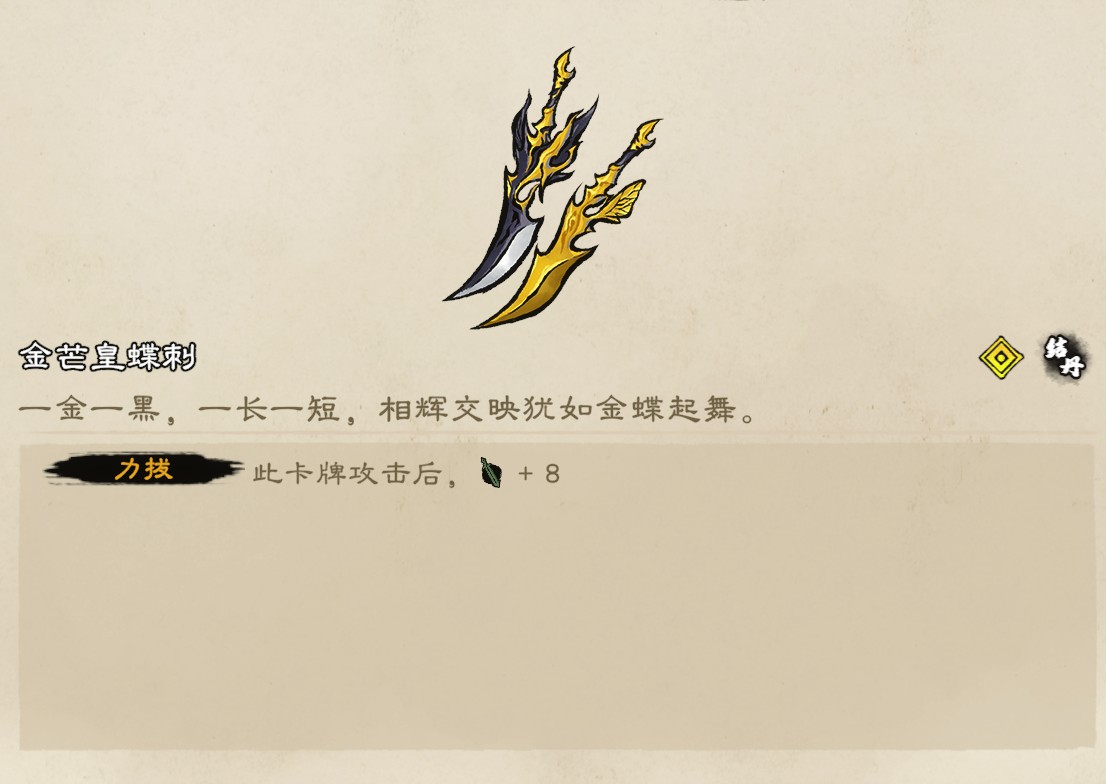 金芒皇蝶刺
结丹
一金一黑，一长一短，相辉交映犹如金蝶起舞。
力拔 此卡牌攻击后， + 8